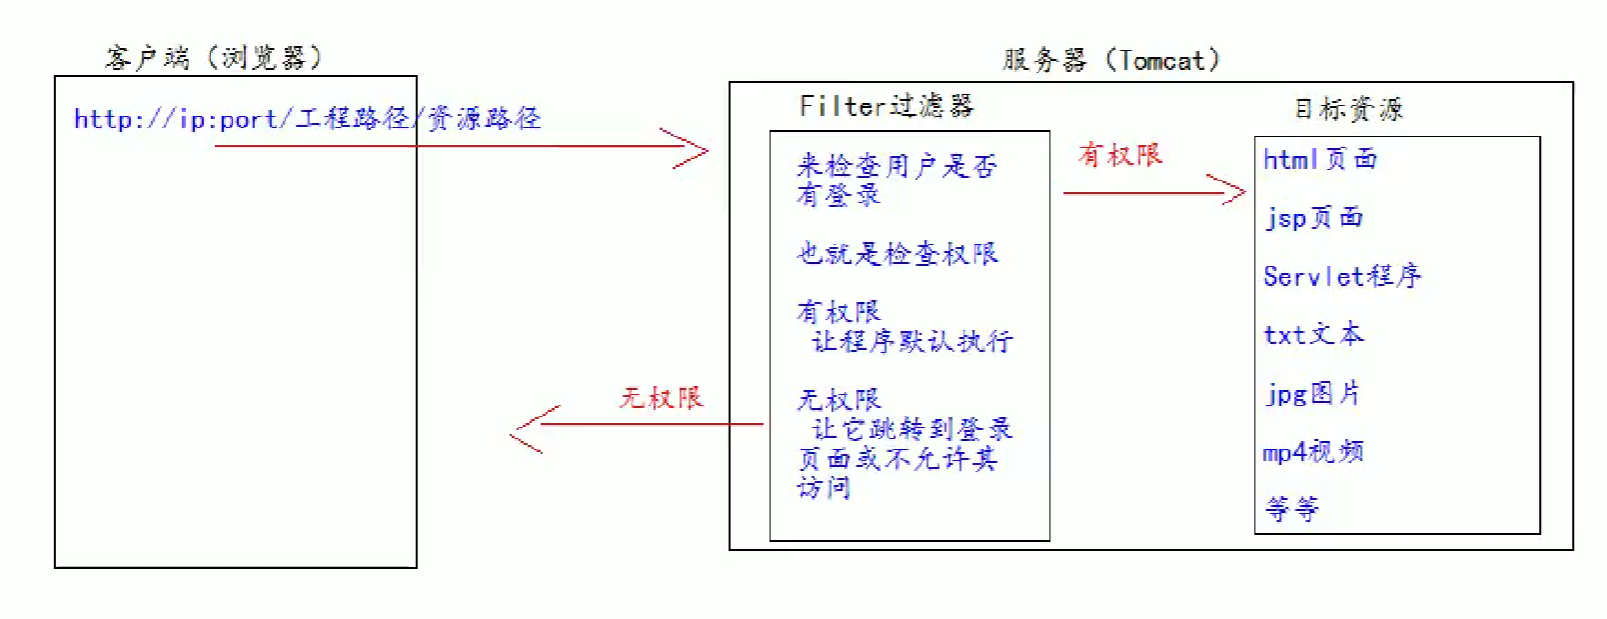 客户端（浏览器）
http://ip:port/工程路径/资源路径
服务器（Tomcat）
Filter过滤器
来检查用户是否
有登录
也就是检查权限
有权限
让程序默认执行
无权限
让它跳转到登录
页面或不允许其
访问
有权限
无权限
目标资源
html页面
jsp页面
Servlet程序
txt文本
jpg图片
mp4视频
等等